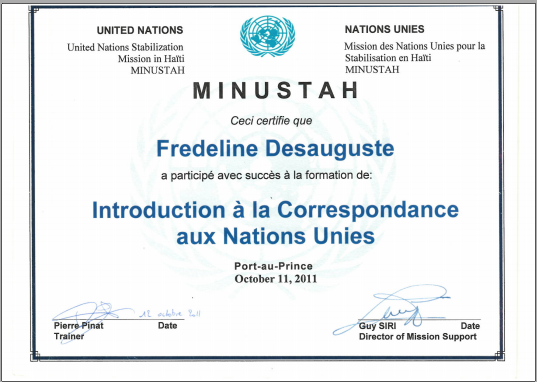 UNITED NATIONS
United Nations Stabilization
Mission in Haïti
MINUSTAH
NATIONS UNIES
Mission des Nations Unies pour la
Stabilisation en Haïti
MINUSTAH
MINUSTAH
Ceci certifie que
Fredeline Desauguste
a participé avec succès à la formation de:
Introduction à la Correspondance
aux Nations Unies
Port-au-Prince
October 11, 2011
12 octobre 2011
Pierre Pinat Date
Trainer
Guy SIRI Date
Director of Mission Support